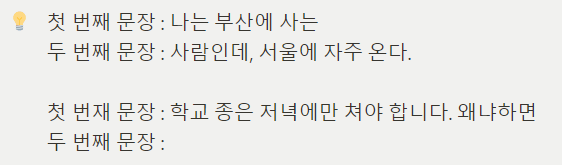 첫 번째 문장 : 나는 부산에 사는
두 번째 문장 : 사람인데, 서울에 자주 온다.
첫 번재 문장 : 학교 종은 저녁에만 쳐야 합니다. 왜냐하면
두 번째 문장 :